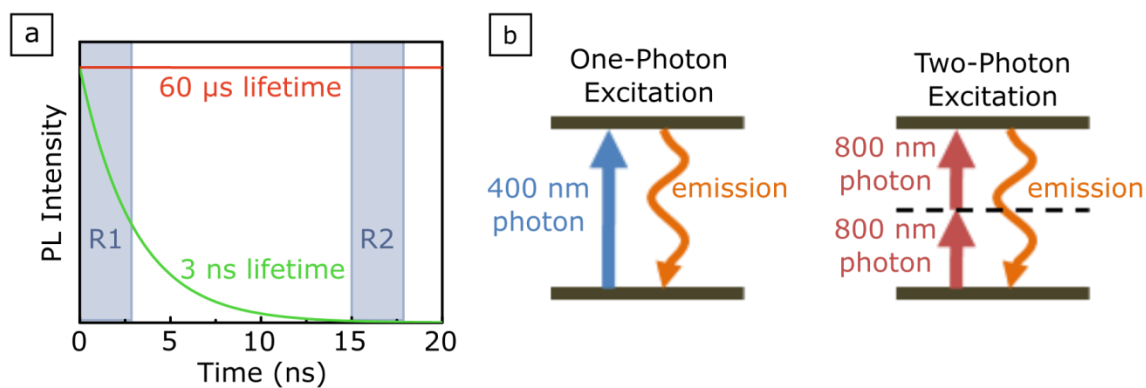 a
PL Intensity
60 µs lifetime
R1
R2
3 ns lifetime
0
5
10
15
20
Time (ns)
b
One-Photon
Excitation
400 nm
photon
emission
Two-Photon
Excitation
800 nm
photon
800 nm
photon
emission